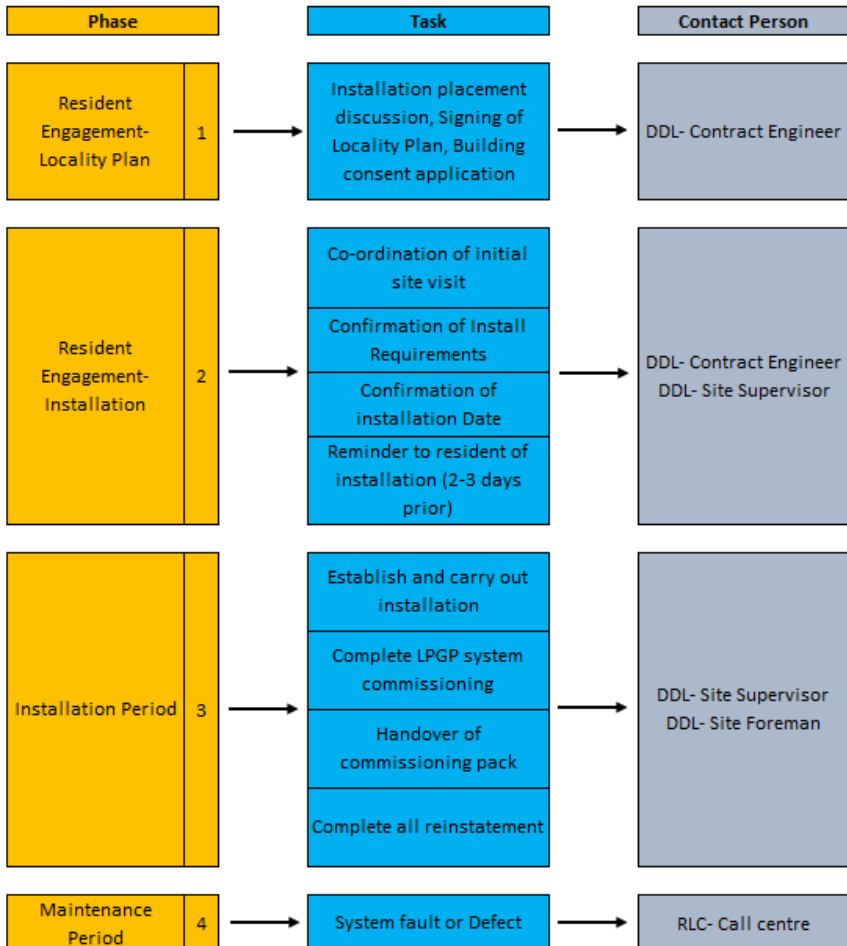 Phase
Task
Contact Person
Resident
Engagement-
Locality Plan
1
Installation placement
discussion, Signing of
Locality Plan, Building
consent application
DDL- Contract Engineer
Resident
Engagement-
Installation
2
Co-ordination of initial
site visit
Confirmation of Install
Requirements
Confirmation of
installation Date
Reminder to resident of
installation (2-3 days
prior)
DDL- Contract Engineer
DDL- Site Supervisor
Installation Period
3
Establish and carry out
installation
Complete LPGP system
commissioning
Handover of
commissioning pack
Complete all reinstatement
DDL- Site Supervisor
DDL- Site Foreman
Maintenance
Period
4
System fault or Defect
RLC- Call centre